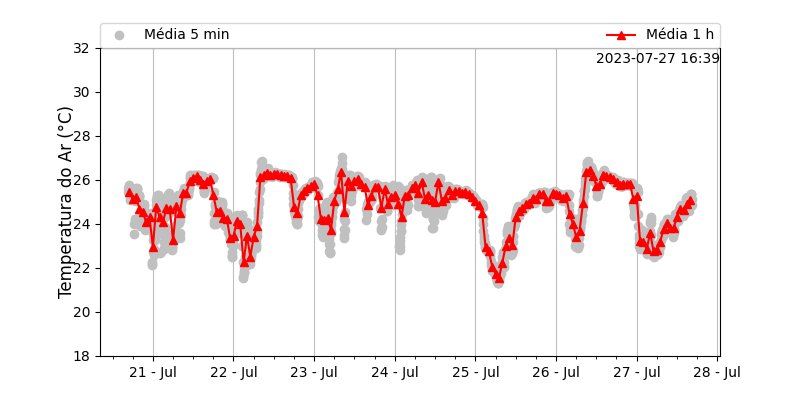 Média 5 min
Média 1 h
2023-07-27 16:39
Temperatura do Ar (°C)
32
30
28
26
24
22
20
18
21 - Jul
22 - Jul
23 - Jul
24 - Jul
25 - Jul
26 - Jul
27 - Jul
28 - Jul